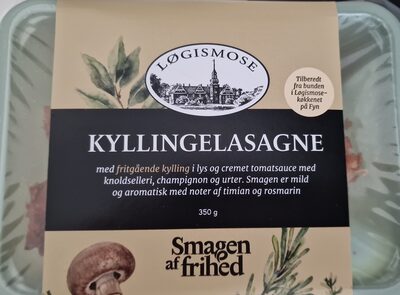 LØGISMOSE
Tilberedt
fra bunden
i Løgismose-
køkkenet
på Fyn
KYLLINGELASAGNE
med fritgående kylling i lys og cremet tomatsauce med
knoldselleri, champignon og urter. Smagen er mild
og aromatisk med noter af timian og rosmarin
350 g
Smagen
af frihed